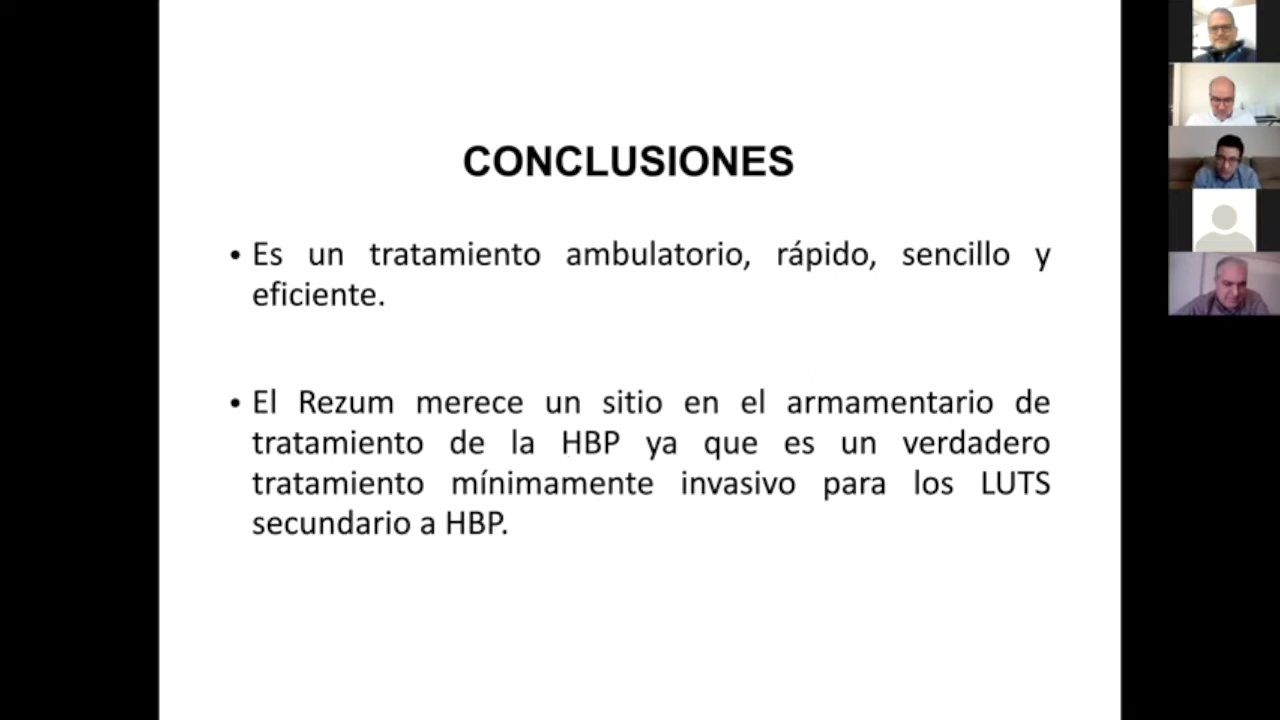 CONCLUSIONES
• Es un tratamiento ambulatorio, rápido, sencillo y
eficiente.
• El Rezum merece un sitio en el armamentario de
tratamiento de la HBP ya que es un verdadero
tratamiento mínimamente invasivo para los LUTS
secundario a HBP.